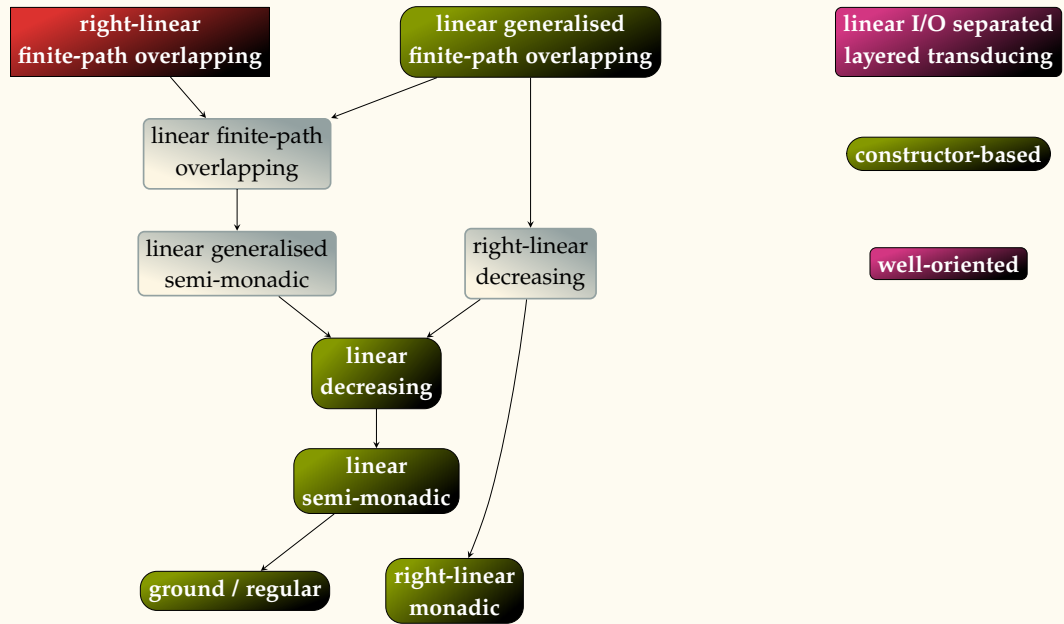 right-linear
finite-path overlapping
linear generalised
finite-path overlapping
linear I/O separated
layered transducing
linear finite-path
overlapping
constructor-based
linear generalised
semi-monadic
right-linear
decreasing
well-oriented
linear
decreasing
linear
semi-monadic
ground / regular
right-linear
monadic